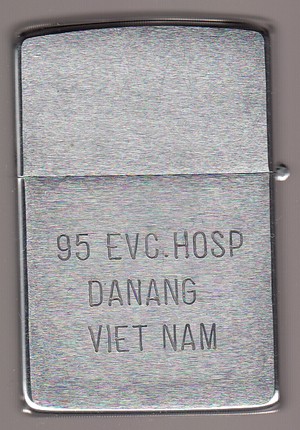 95 EVC.HOSP
DANANG
VIET NAM